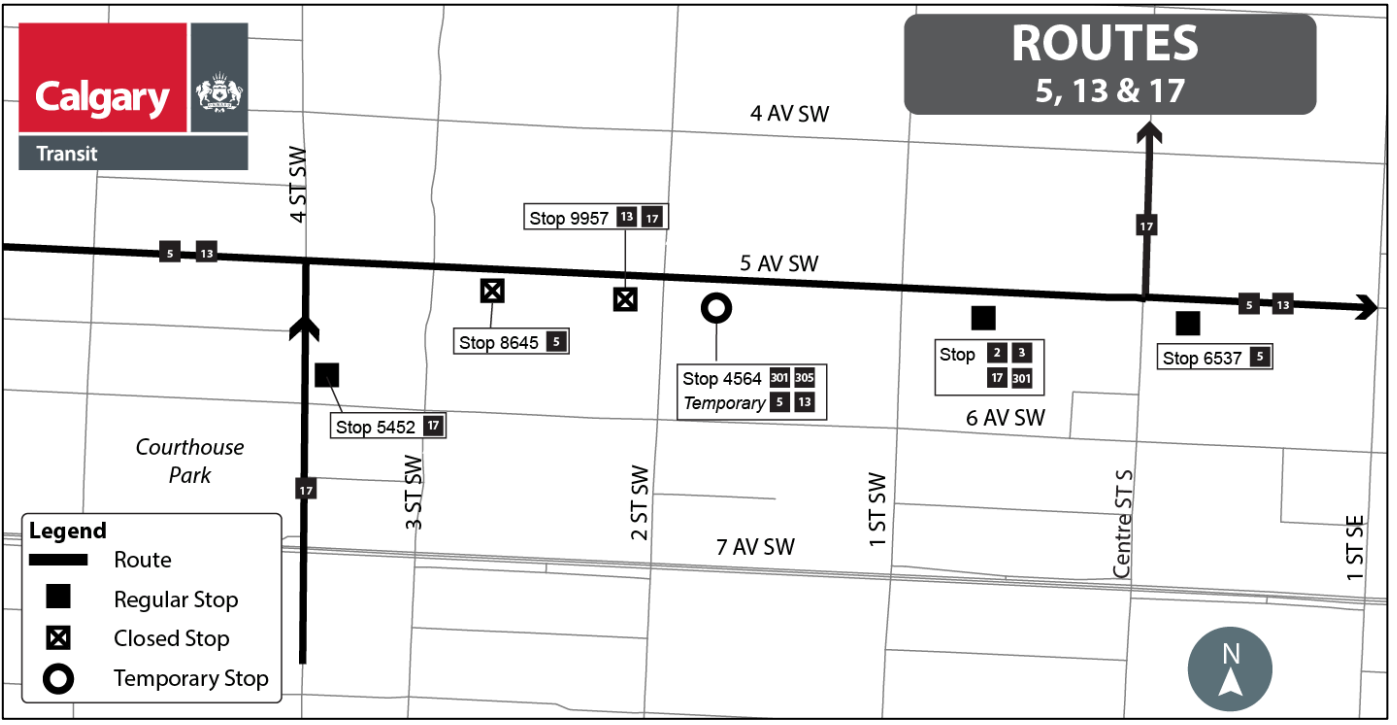 Calgary
Transit
ROUTES
5, 13 & 17
4 AV SW
4 ST SW
Stop 9957 13 17
17
5 13
5 AV SW
5 13
Stop 8645 5
Stop 4564 301 305
Temporary 5 13
Stop 2 3
17 301
Stop 6537 5
Stop 5452 17
6 AV SW
Courthouse
Park
17
3 ST SW
2 ST SW
1 ST SW
Centre ST S
1 ST SE
7 AV SW
Legend
Route
Regular Stop
Closed Stop
Temporary Stop
N